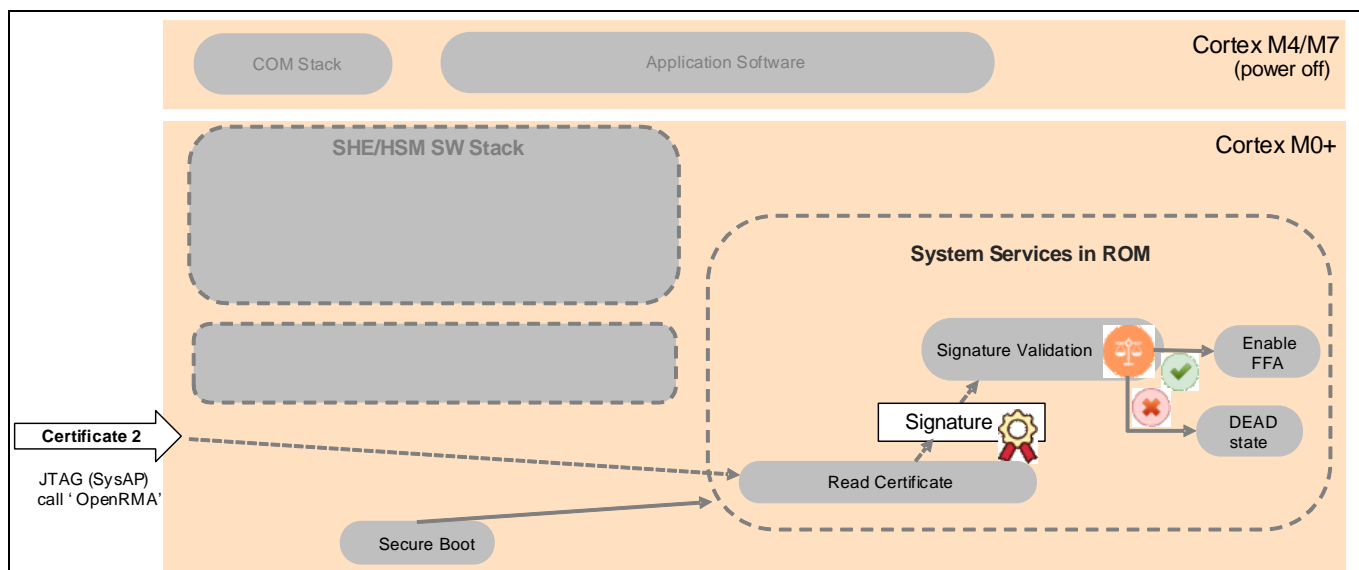 Cortex M4/M7
(power off)
COM Stack
Application Software
SHE/HSM SW Stack
Cortex M0+
System Services in ROM
Signature Validation
Enable
FFA
Signature
DEAD
state
Certificate 2
JTAG (SysAP)
call ' OpenRMA'
Read Certificate
Secure Boot